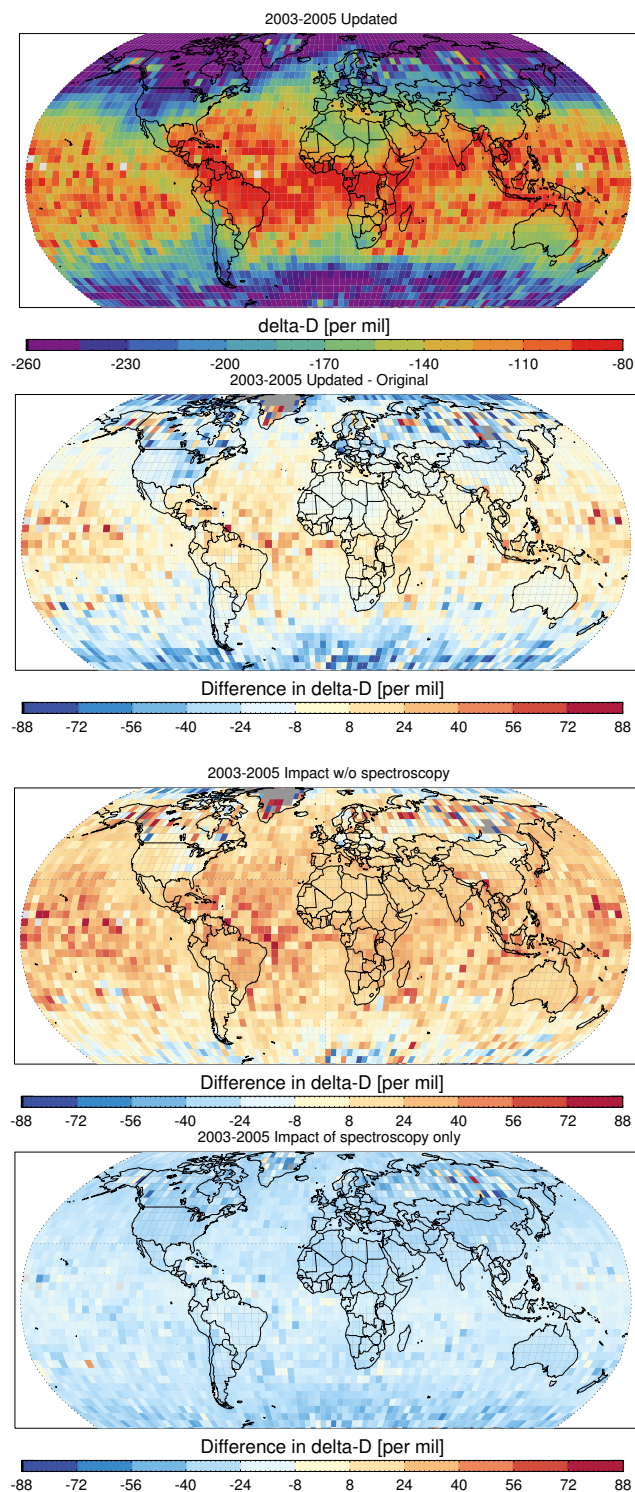 2003-2005 Updated
delta-D [per mil]
-260 -230 -200 -170 -140 -110 -80
2003-2005 Updated - Original
Difference in delta-D [per mil]
-88 -72 -56 -40 -24 -8 8 24 40 56 72 88
2003-2005 Impact w/o spectroscopy
Difference in delta-D [per mil]
-88 -72 -56 -40 -24 -8 8 24 40 56 72 88
2003-2005 Impact of spectroscopy only
Difference in delta-D [per mil]
-88 -72 -56 -40 -24 -8 8 24 40 56 72 88